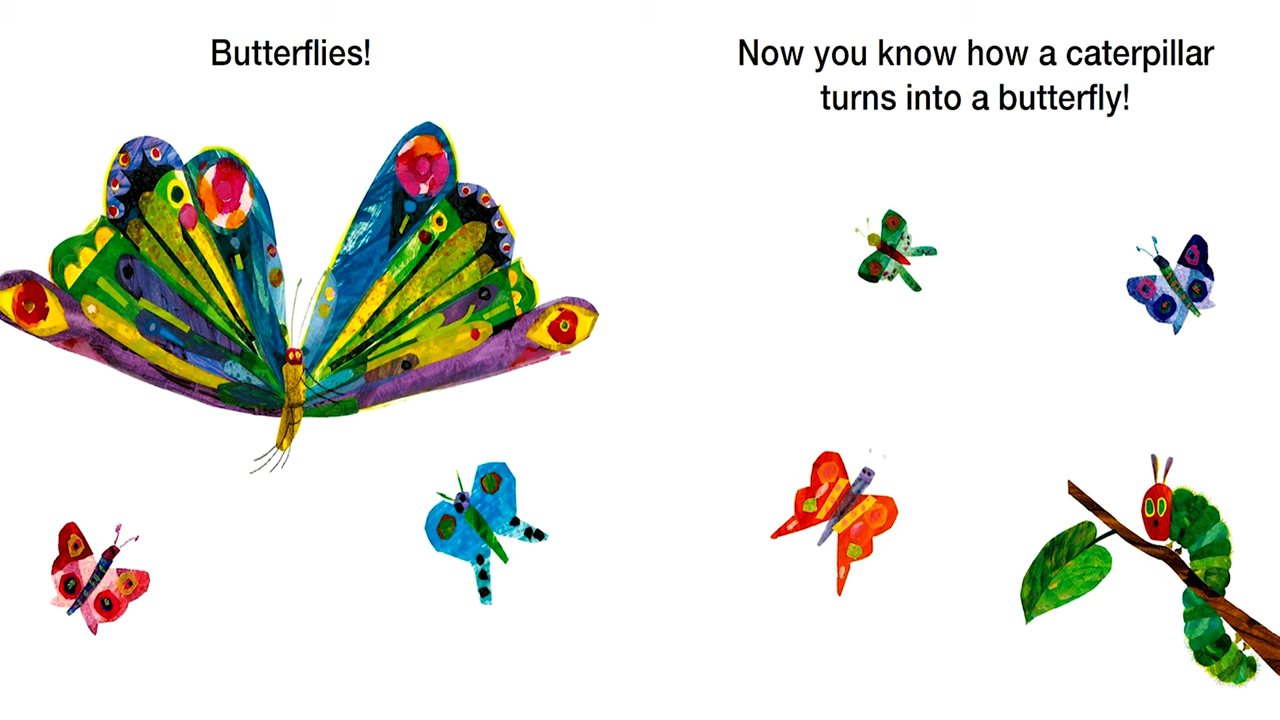 Butterflies!
Now you know how a caterpillar
turns into a butterfly!